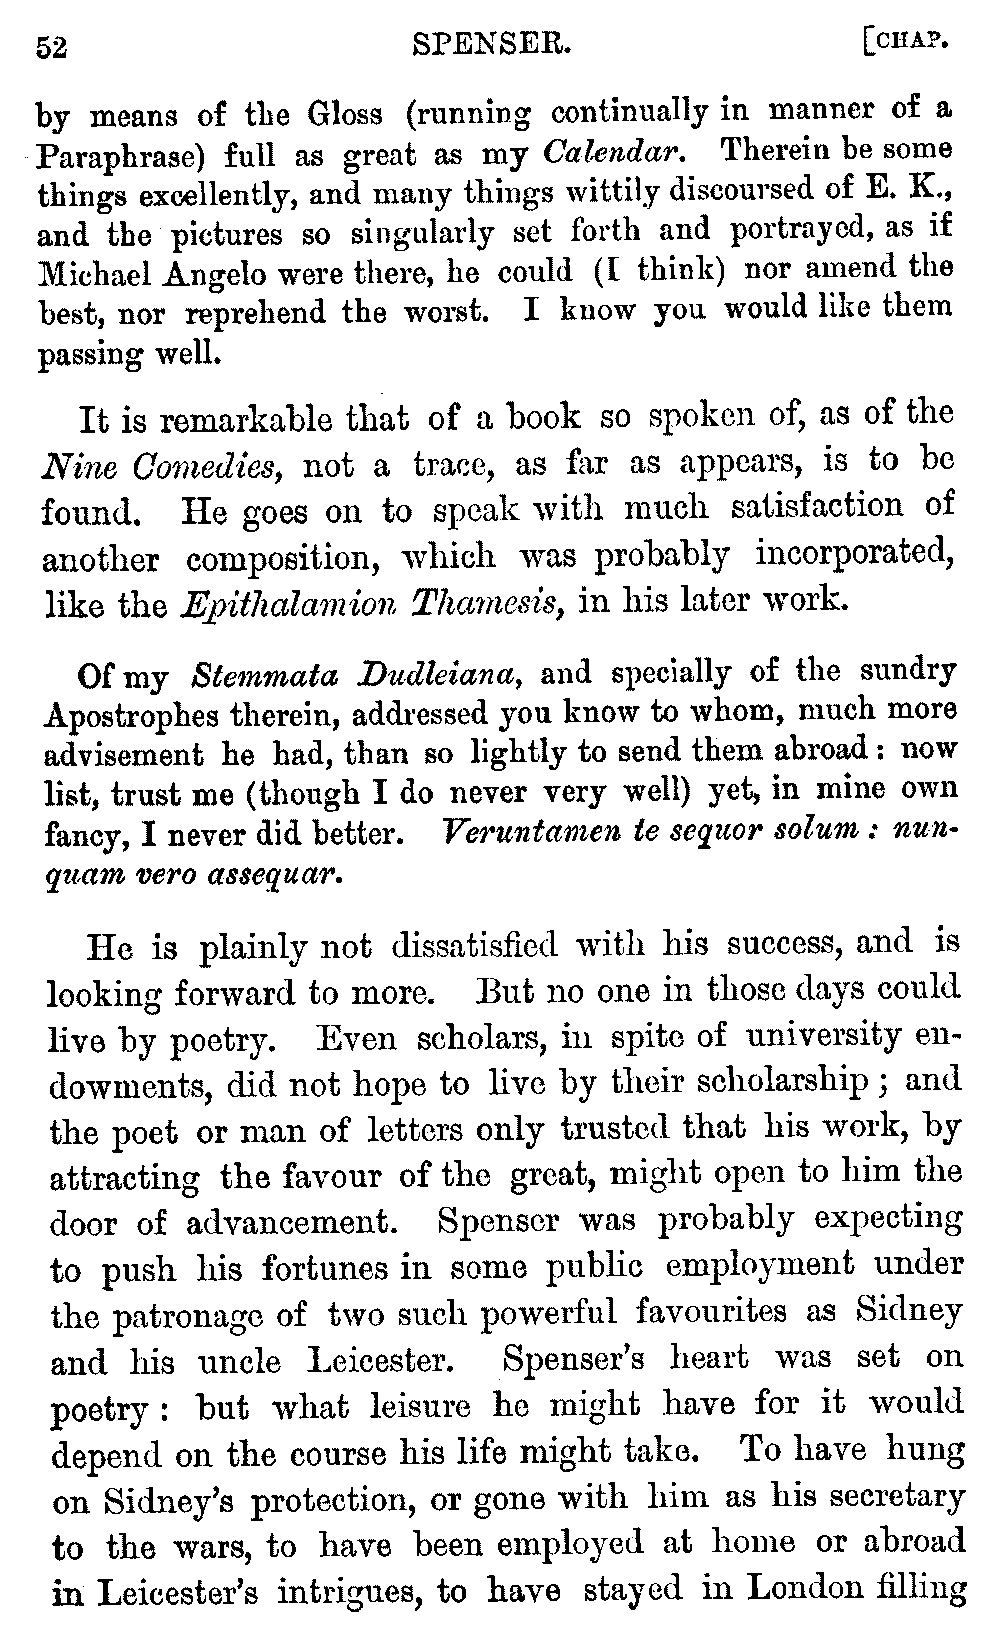 52 SPENSER. [CHAP.
by means of the Gloss (running continually in manner of a
Paraphrase) full as great as my Calendar. Therein be some
things excellently, and many things wittily discoursed of E. K.,
and the pictures so singularly set forth and portrayed, as if
Michael Angelo were there, he could (I think) nor amend the
best, nor reprehend the worst. I know you would like them
passing well.
It is remarkable that of a book so spoken of, as of the
Nine Comedies, not a trace, as far as appears, is to be
found. He goes on to speak with much satisfaction of
another composition, which was probably incorporated,
like the Epithalamion Thamesis, in his later work.
Of my Stemmata Dudleiana, and specially of the sundry
Apostrophes therein, addressed you know to whom, much more
advisement he had, than so lightly to send them abroad : now
list, trust me (though I do never very well) yet, in mine own
fancy, I never did better. Veruntamen te sequor solum : nun-
quam vero assequar.
He is plainly not dissatisfied with his success, and is
looking forward to more. But no one in those days could
live by poetry. Even scholars, in spite of university en-
dowments, did not hope to live by their scholarship ; and
the poet or man of letters only trusted that his work, by
attracting the favour of the great, might open to him the
door of advancement. Spenser was probably expecting
to push his fortunes in some public employment under
the patronage of two such powerful favourites as Sidney
and his uncle Leicester. Spenser's heart was set on
poetry : but what leisure he might have for it would
depend on the course his life might take. To have hung
on Sidney's protection, or gone with him as his secretary
to the wars, to have been employed at home or abroad
in Leicester's intrigues, to have stayed in London filling